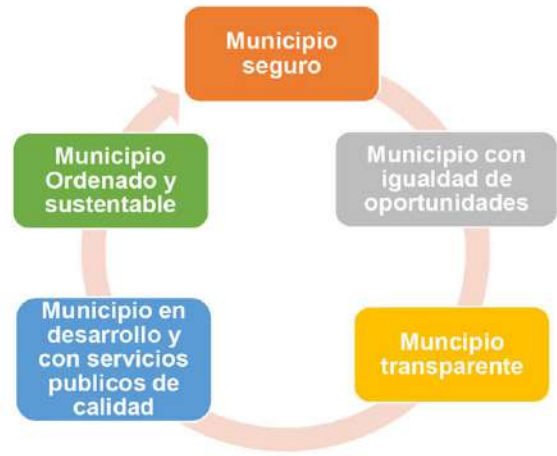 Municipio
seguro
Municipio con
igualdad de
oportunidades
Muncipio
transparente
Municipio en
desarrollo y
con servicios
publicos de
calidad
Municipio
Ordenado y
sustentable